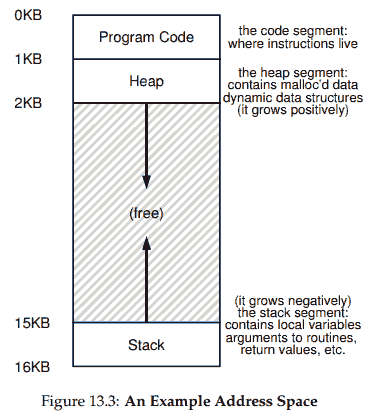 0KB
Program Code
the code segment:
where instructions live
1KB
Heap
the heap segment:
contains malloc'd data
dynamic data structures
(it grows positively)
2KB
(free)
(it grows negatively)
the stack segment:
contains local variables
arguments to routines,
return values, etc.
15KB
Stack
16KB
Figure 13.3: An Example Address Space